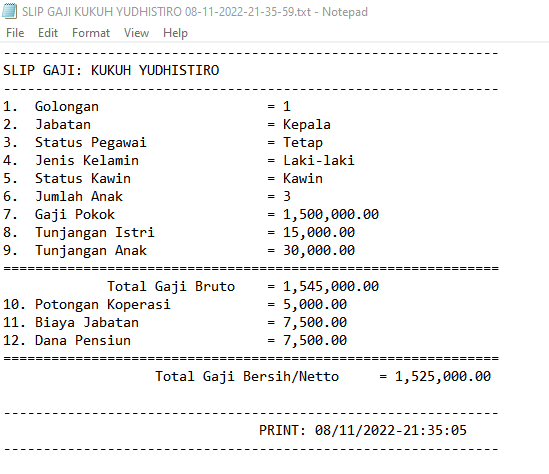 SLIP GAJI KUKUH YUDHISTIRO 08-11-2022-21-35-59.txt - Notepad
File Edit Format View Help
--------------------------------------------------------------
SLIP GAJI: KUKUH YUDHISTIRO
--------------------------------------------------------------
1. Golongan = 1
2. Jabatan = Kepala
3. Status Pegawai = Tetap
4. Jenis Kelamin = Laki-laki
5. Status Kawin = Kawin
6. Jumlah Anak = 3
7. Gaji Pokok = 1,500,000.00
8. Tunjangan Istri = 15,000.00
9. Tunjangan Anak = 30,000.00
==============================================================
Total Gaji Bruto = 1,545,000.00
10. Potongan Koperasi = 5,000.00
11. Biaya Jabatan = 7,500.00
12. Dana Pensiun = 7,500.00
==============================================================
Total Gaji Bersih/Netto = 1,525,000.00
--------------------------------------------------------------
PRINT: 08/11/2022-21:35:05
--------------------------------------------------------------